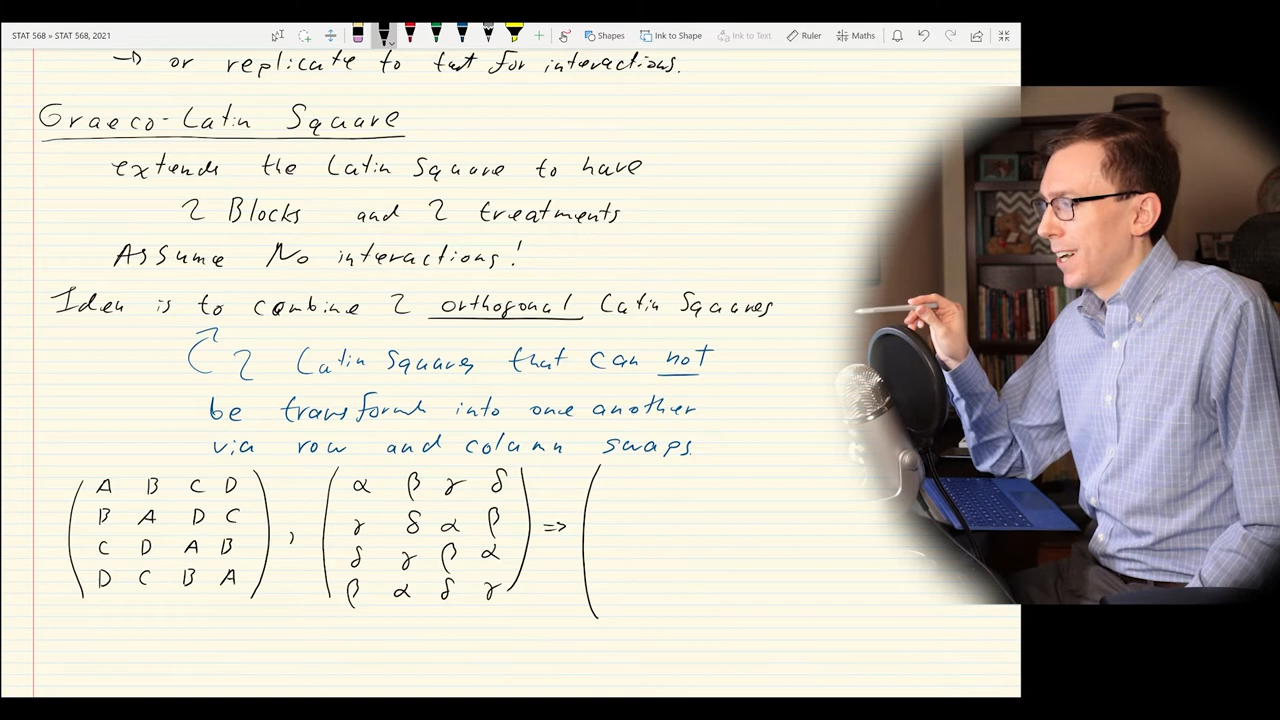 STAT 568 » STAT 568, 2021
Shapes Ink to Shape Ink to Text Ruler Maths
→ or replicate to test for interactions.
Graeco-Latin Square
extends the Latin Square to have
2 Blocks and 2 treatments
Assume No interactions!
Idea is to combine 2 orthogonal Latin Squares
2 Latin Squares that can not
be transform into one another
via row and column swaps.
A B C D α β γ δ
B A D C γ δ α β
, ⇒
C D A B δ γ β α
D C B A β α δ γ